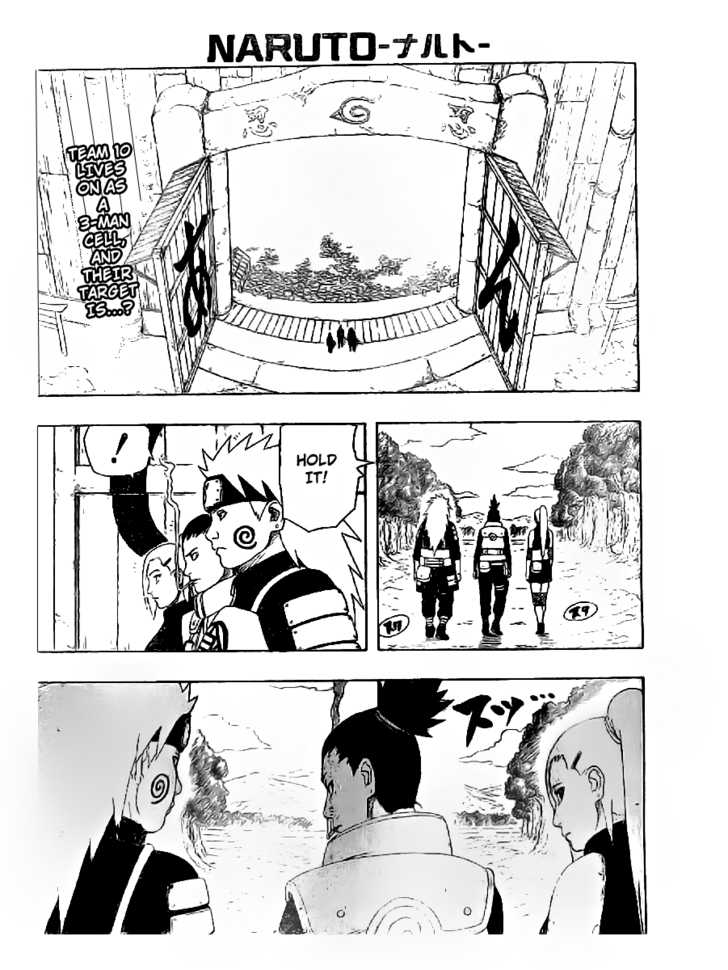 NARUTO-ナルト-
TEAM 10
LIVES
ON AS
A
3-MAN
CELL,
AND
THEIR
TARGET
IS...?
あ
ん
!
HOLD
IT!
スッ…